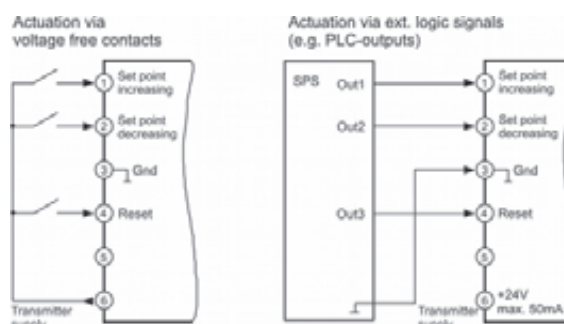 Actuation via
voltage free contacts
1 Set point
increasing
2 Set point
decreasing
3 Gnd
4 Reset
5
6
Transmitter
supply
Actuation via ext. logic signals
(e.g. PLC-outputs)
SPS
Out1
Out2
Out3
1 Set point
increasing
2 Set point
decreasing
3 Gnd
4 Reset
5
Transmitter
supply
6 +24V
max. 50mA